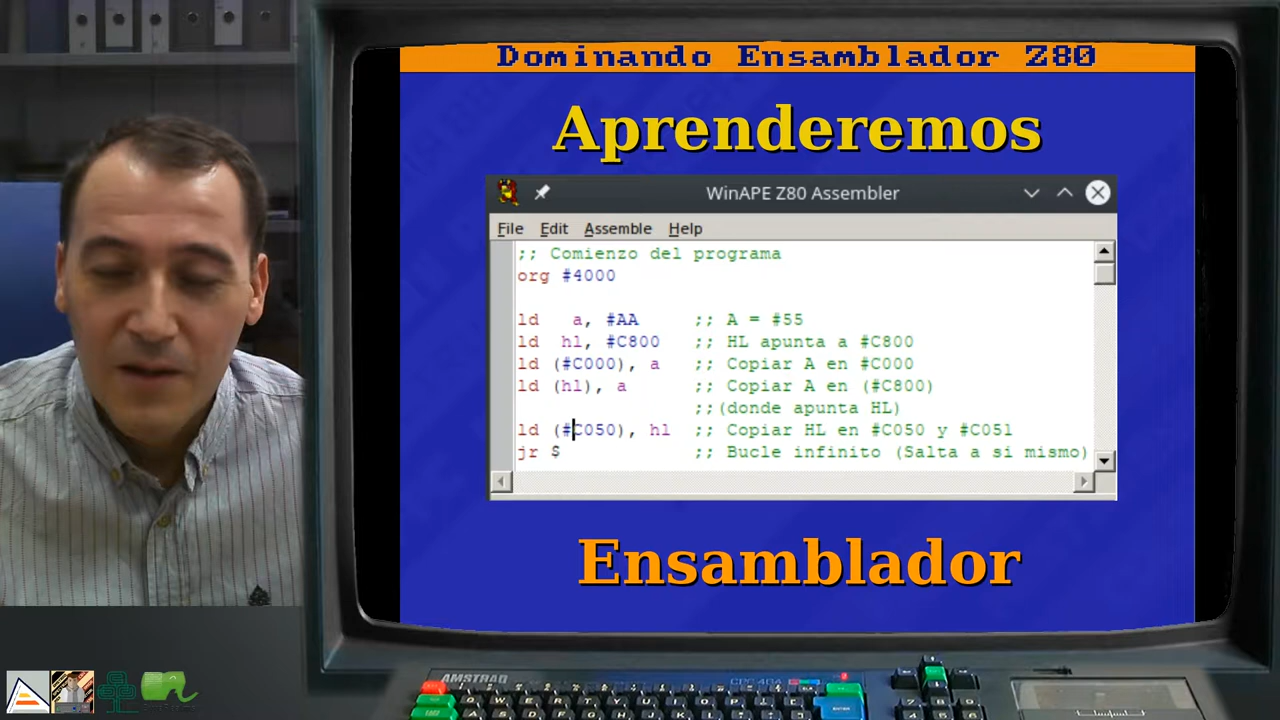 Dominando Ensamblador Z80
Aprenderemos
WinAPE Z80 Assembler
File Edit Assemble Help
;; Comienzo del programa
org #4000
ld a, #AA ;; A = #55
ld hl, #C800 ;; HL apunta a #C800
ld (#C000), a ;; Copiar A en #C000
ld (hl), a ;; Copiar A en (#C800)
;;(donde apunta HL)
ld (#C050), hl ;; Copiar HL en #C050 y #C051
jr $ ;; Bucle infinito (Salta a si mismo)
Ensamblador
AMSTRAD
CPC 464